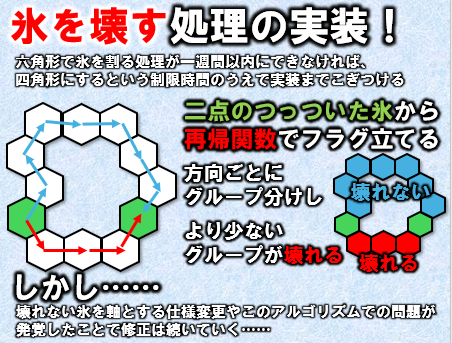 氷を壊す処理の実装！
六角形で氷を割る処理が一週間以内にできなければ、
四角形にするという制限時間のうえで実装までこぎつける
二点のつっついた氷から
再帰関数でフラグ立てる
方向ごとに
グループ分けし
より少ない
グループが壊れる
壊れない
壊れる
しかし……
壊れない氷を軸とする仕様変更やこのアルゴリズムでの問題が
発覚したことで修正は続いていく……